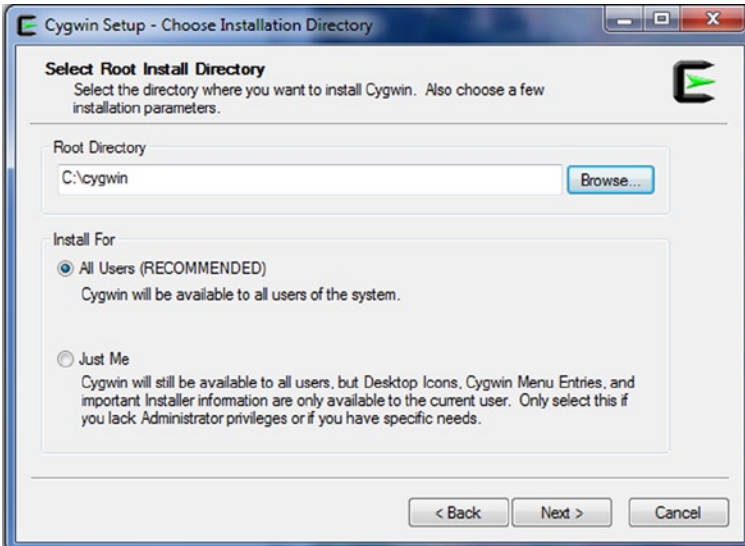 Cygwin Setup - Choose Installation Directory
Select Root Install Directory
Select the directory where you want to install Cygwin. Also choose a few
installation parameters.
Root Directory
C:\cygwin
Browse...
Install For
All Users (RECOMMENDED)
Cygwin will be available to all users of the system.
Just Me
Cygwin will still be available to all users, but Desktop Icons, Cygwin Menu Entries, and
important Installer information are only available to the current user. Only select this if
you lack Administrator privileges or if you have specific needs.
< Back Next > Cancel